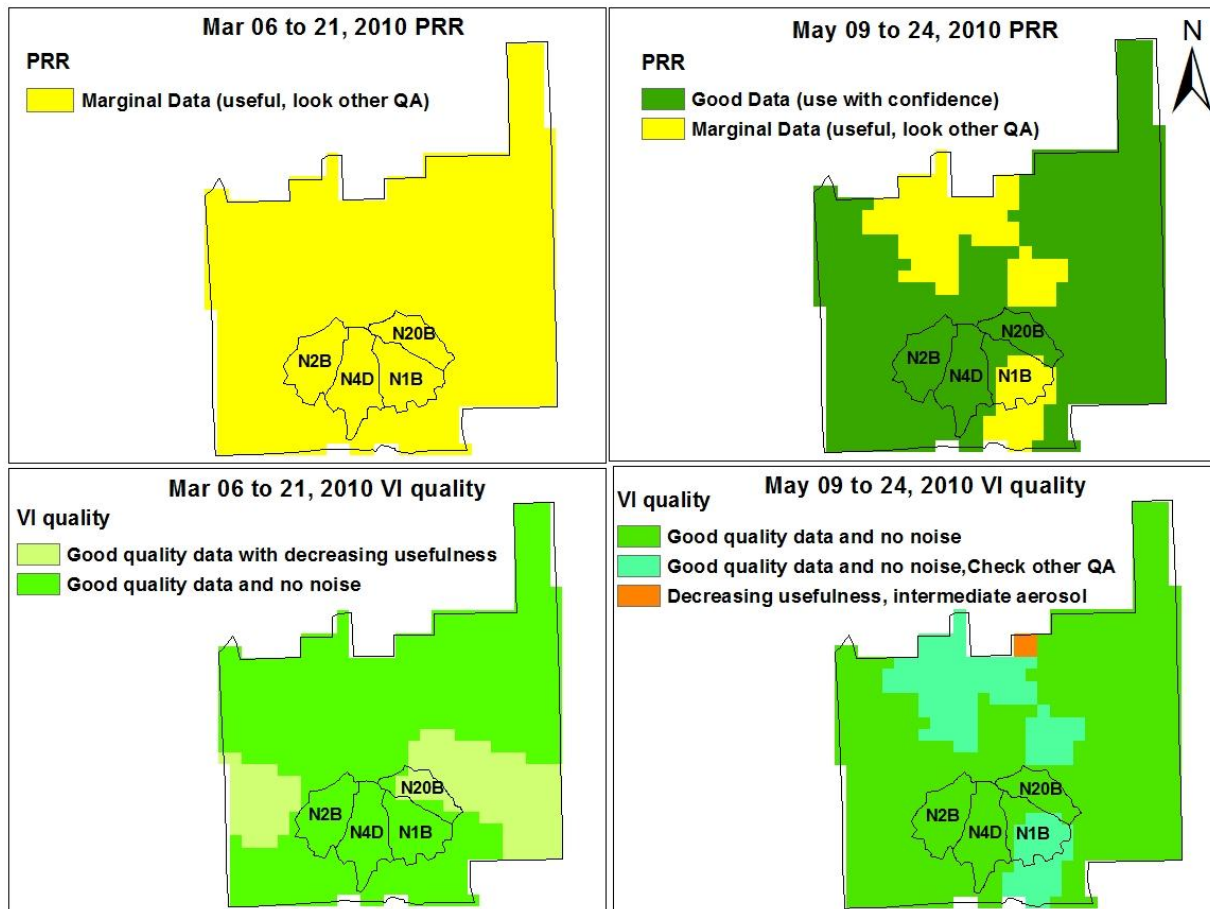 Mar 06 to 21, 2010 PRR
PRR
Marginal Data (useful, look other QA)
N2B
N4D
N20B
N1B
May 09 to 24, 2010 PRR
N
PRR
Good Data (use with confidence)
Marginal Data (useful, look other QA)
N2B
N4D
N20B
N1B
Mar 06 to 21, 2010 VI quality
VI quality
Good quality data with decreasing usefulness
Good quality data and no noise
N2B
N4D
N20B
N1B
May 09 to 24, 2010 VI quality
VI quality
Good quality data and no noise
Good quality data and no noise,Check other QA
Decreasing usefulness, intermediate aerosol
N2B
N4D
N20B
N1B